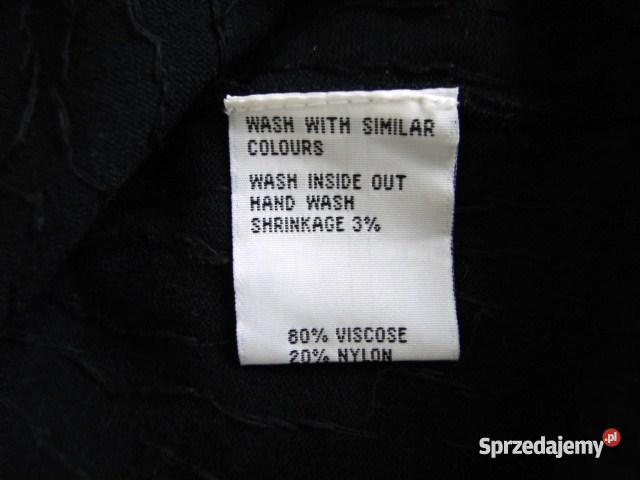 WASH WITH SIMILAR
COLOURS
WASH INSIDE OUT
HAND WASH
SHRINKAGE 3%
80% VISCOSE
20% NYLON
Sprzedajemy.pl